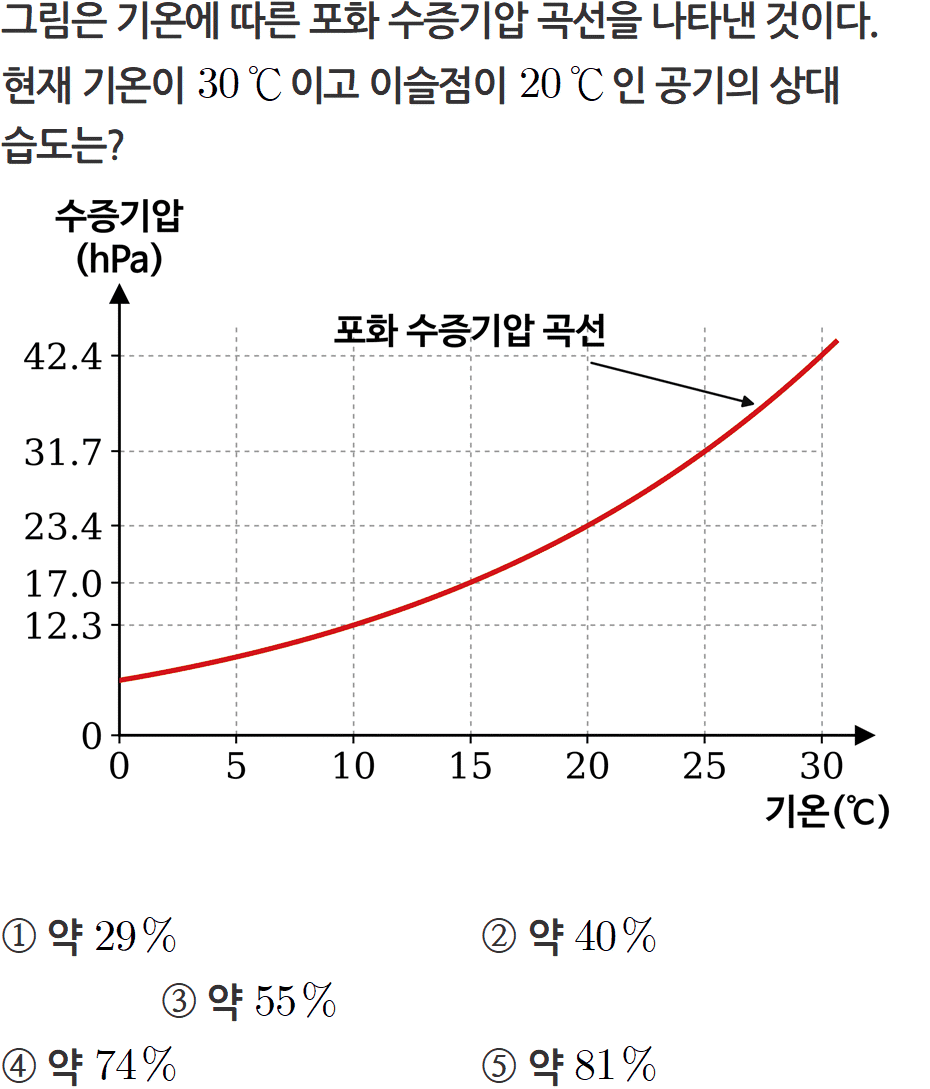 그림은 기온에 따른 포화 수증기압 곡선을 나타낸 것이다.
현재 기온이 30 ℃ 이고 이슬점이 20 ℃ 인 공기의 상대
습도는?
수증기압
(hPa)
포화 수증기압 곡선
42.4
31.7
23.4
17.0
12.3
0
0 5 10 15 20 25 30
기온(℃)
① 약 29 % ② 약 40 %
③ 약 55 %
④ 약 74 % ⑤ 약 81 %